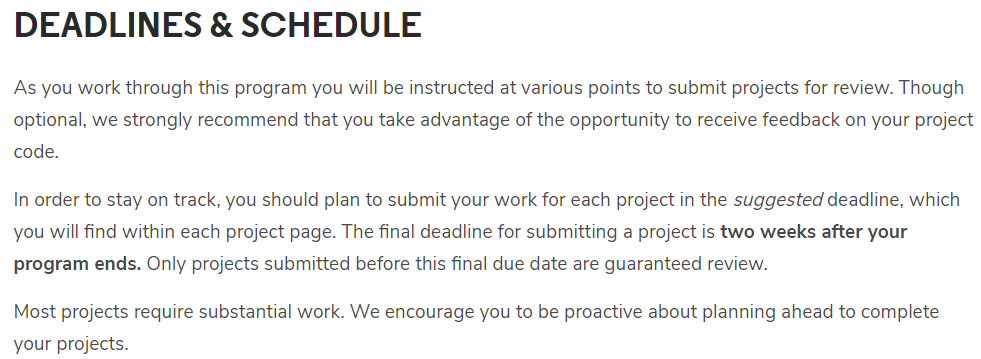 DEADLINES & SCHEDULE
As you work through this program you will be instructed at various points to submit projects for review. Though
optional, we strongly recommend that you take advantage of the opportunity to receive feedback on your project
code.
In order to stay on track, you should plan to submit your work for each project in the suggested deadline, which
you will find within each project page. The final deadline for submitting a project is two weeks after your
program ends. Only projects submitted before this final due date are guaranteed review.
Most projects require substantial work. We encourage you to be proactive about planning ahead to complete
your projects.